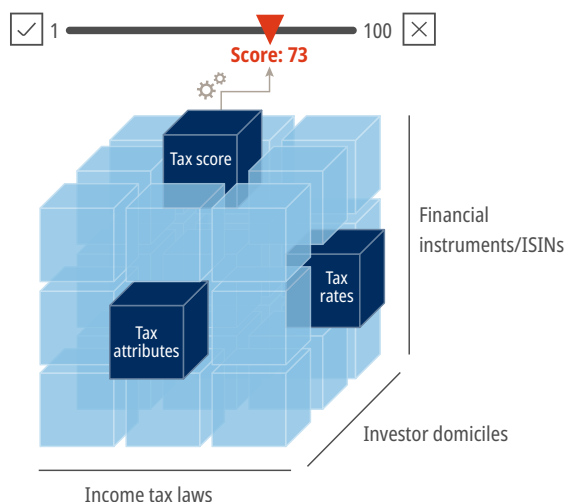 1
100
Score: 73
Tax score
Financial
instruments/ISINs
Tax
rates
Tax
attributes
Investor domiciles
Income tax laws